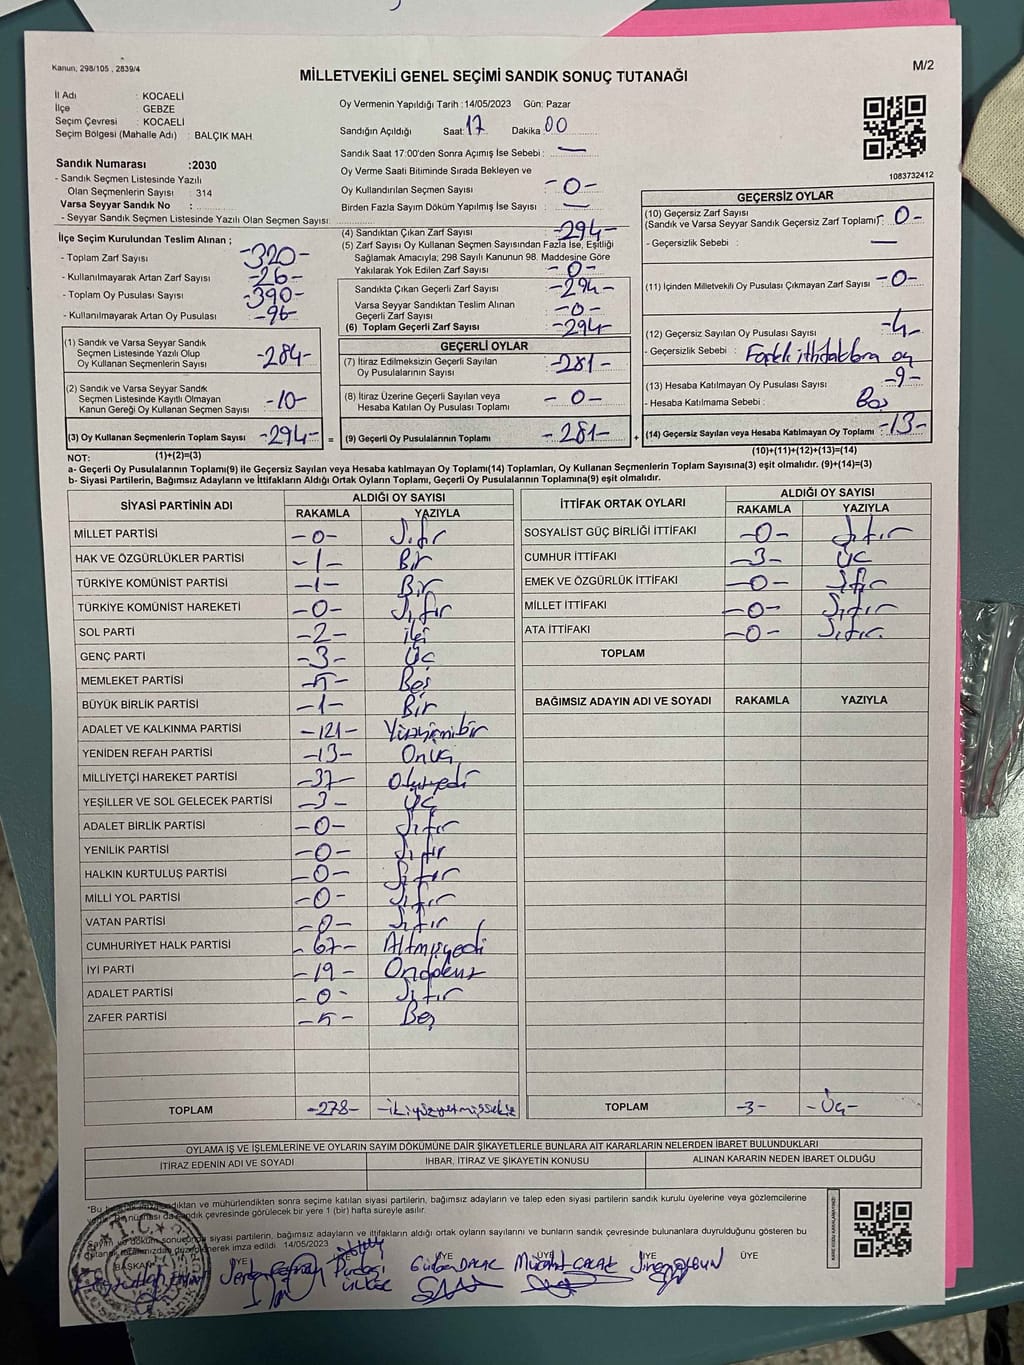 Kanun, 298/105 , 2839/4
M/2
MİLLETVEKİLİ GENEL SEÇİMİ SANDIK SONUÇ TUTANAĞI
İl Adı : KOCAELİ
İlçe : GEBZE
Seçim Çevresi : KOCAELİ
Seçim Bölgesi (Mahalle Adı) : BALÇIK MAH
Oy Vermenin Yapıldığı Tarih :14/05/2023 Gün: Pazar
Sandığın Açıldığı Saat: 17 Dakika: 00
Sandık Saat 17:00'den Sonra Açımış İse Sebebi : —
Oy Verme Saati Bitiminde Sırada Bekleyen ve
Oy Kullandırılan Seçmen Sayısı -0-
Birden Fazla Sayım Döküm Yapılmış İse Sayısı : —
Sandık Numarası :2030
- Sandık Seçmen Listesinde Yazılı
Olan Seçmenlerin Sayısı : 314
Varsa Seyyar Sandık No :
- Seyyar Sandık Seçmen Listesinde Yazılı Olan Seçmen Sayısı:
1083732412
İlçe Seçim Kurulundan Teslim Alınan ;
- Toplam Zarf Sayısı -320-
- Kullanılmayarak Artan Zarf Sayısı -26-
- Toplam Oy Pusulası Sayısı -390-
- Kullanılmayarak Artan Oy Pusulası -96-
(1) Sandık ve Varsa Seyyar Sandık
Seçmen Listesinde Yazılı Olup
Oy Kullanan Seçmenlerin Sayısı -284-
(2) Sandık ve Varsa Seyyar Sandık
Seçmen Listesinde Kayıtlı Olmayan
Kanun Gereği Oy Kullanan Seçmen Sayısı -10-
(3) Oy Kullanan Seçmenlerin Toplam Sayısı -294- =
(4) Sandıktan Çıkan Zarf Sayısı -294-
(5) Zarf Sayısı Oy Kullanan Seçmen Sayısından Fazla İse, Eşitliği
Sağlamak Amacıyla; 298 Sayılı Kanunun 98. Maddesine Göre
Yakılarak Yok Edilen Zarf Sayısı -0-
Sandıkta Çıkan Geçerli Zarf Sayısı -294-
Varsa Seyyar Sandıktan Teslim Alınan
Geçerli Zarf Sayısı -0-
(6) Toplam Geçerli Zarf Sayısı -294-
GEÇERLİ OYLAR
(7) İtiraz Edilmeksizin Geçerli Sayılan
Oy Pusulalarının Sayısı -281-
(8) İtiraz Üzerine Geçerli Sayılan veya
Hesaba Katılan Oy Pusulası Toplamı -0-
(9) Geçerli Oy Pusulalarının Toplamı -281- +
GEÇERSİZ OYLAR
(10) Geçersiz Zarf Sayısı
(Sandık ve Varsa Seyyar Sandık Geçersiz Zarf Toplamı): -0-
- Geçersizlik Sebebi : —
(11) İçinden Milletvekili Oy Pusulası Çıkmayan Zarf Sayısı -0-
(12) Geçersiz Sayılan Oy Pusulası Sayısı -4-
- Geçersizlik Sebebi : Farklı ittifaklara oy
(13) Hesaba Katılmayan Oy Pusulası Sayısı -9-
- Hesaba Katılmama Sebebi : Boş
(14) Geçersiz Sayılan veya Hesaba Katılmayan Oy Toplamı -13-
NOT: (1)+(2)=(3)
(10)+(11)+(12)+(13)=(14)
a- Geçerli Oy Pusulalarının Toplamı(9) ile Geçersiz Sayılan veya Hesaba katılmayan Oy Toplamı(14) Toplamları, Oy Kullanan Seçmenlerin Toplam Sayısına(3) eşit olmalıdır. (9)+(14)=(3)
b- Siyasi Partilerin, Bağımsız Adayların ve İttifakların Aldığı Ortak Oyların Toplamı, Geçerli Oy Pusulalarının Toplamına(9) eşit olmalıdır.
SİYASİ PARTİNİN ADI ALDIĞI OY SAYISI
RAKAMLA YAZIYLA
MİLLET PARTİSİ -0- Sıfır
HAK VE ÖZGÜRLÜKLER PARTİSİ -1- Bir
TÜRKİYE KOMÜNİST PARTİSİ -1- Bir
TÜRKİYE KOMÜNİST HAREKETİ -0- Sıfır
SOL PARTİ -2- iki
GENÇ PARTİ -3- Üç
MEMLEKET PARTİSİ -5- Beş
BÜYÜK BİRLİK PARTİSİ -1- Bir
ADALET VE KALKINMA PARTİSİ -121- Yüzyirmibir
YENİDEN REFAH PARTİSİ -13- Onüç
MİLLİYETÇİ HAREKET PARTİSİ -37- Otuzyedi
YEŞİLLER VE SOL GELECEK PARTİSİ -3- Üç
ADALET BİRLİK PARTİSİ -0- Sıfır
YENİLİK PARTİSİ -0- Sıfır
HALKIN KURTULUŞ PARTİSİ -0- Sıfır
MİLLİ YOL PARTİSİ -0- Sıfır
VATAN PARTİSİ -0- Sıfır
CUMHURİYET HALK PARTİSİ -67- Altmışyedi
İYİ PARTİ -19- Ondokuz
ADALET PARTİSİ -0- Sıfır
ZAFER PARTİSİ -5- Beş
TOPLAM -278- -ikiyüzyetmişsekiz
İTTİFAK ORTAK OYLARI ALDIĞI OY SAYISI
RAKAMLA YAZIYLA
SOSYALİST GÜÇ BİRLİĞİ İTTİFAKI -0- Sıfır
CUMHUR İTTİFAKI -3- Üç
EMEK VE ÖZGÜRLÜK İTTİFAKI -0- Sıfır
MİLLET İTTİFAKI -0- Sıfır
ATA İTTİFAKI -0- Sıfır.
TOPLAM
BAĞIMSIZ ADAYIN ADI VE SOYADI RAKAMLA YAZIYLA
TOPLAM -3- -Üç-
OYLAMA İŞ VE İŞLEMLERİNE VE OYLARIN SAYIM DÖKÜMÜNE DAİR ŞİKAYETLERLE BUNLARA AİT KARARLARIN NELERDEN İBARET BULUNDUKLARI
İTİRAZ EDENİN ADI VE SOYADI İHBAR, İTİRAZ VE ŞİKAYETİN KONUSU ALINAN KARARIN NEDEN İBARET OLDUĞU
*Bu sandıktan ve mühürlendikten sonra seçime katılan siyasi partilerin, bağımsız adayların ve talep eden siyasi partilerin sandık kurulu üyelerine veya gözlemcilerine
sandık çevresinde görülecek bir yere 1 (bir) hafta süreyle asılır.
siyasi partilerin, bağımsız adayların ve ittifakların aldığı ortak oyların sayılarını ve bunların sandık çevresinde bulunanlara duyrulduğunu gösteren bu
imza edildi 14/05/2023
BAŞKAN ÜYE ÜYE ÜYE ÜYE ÜYE